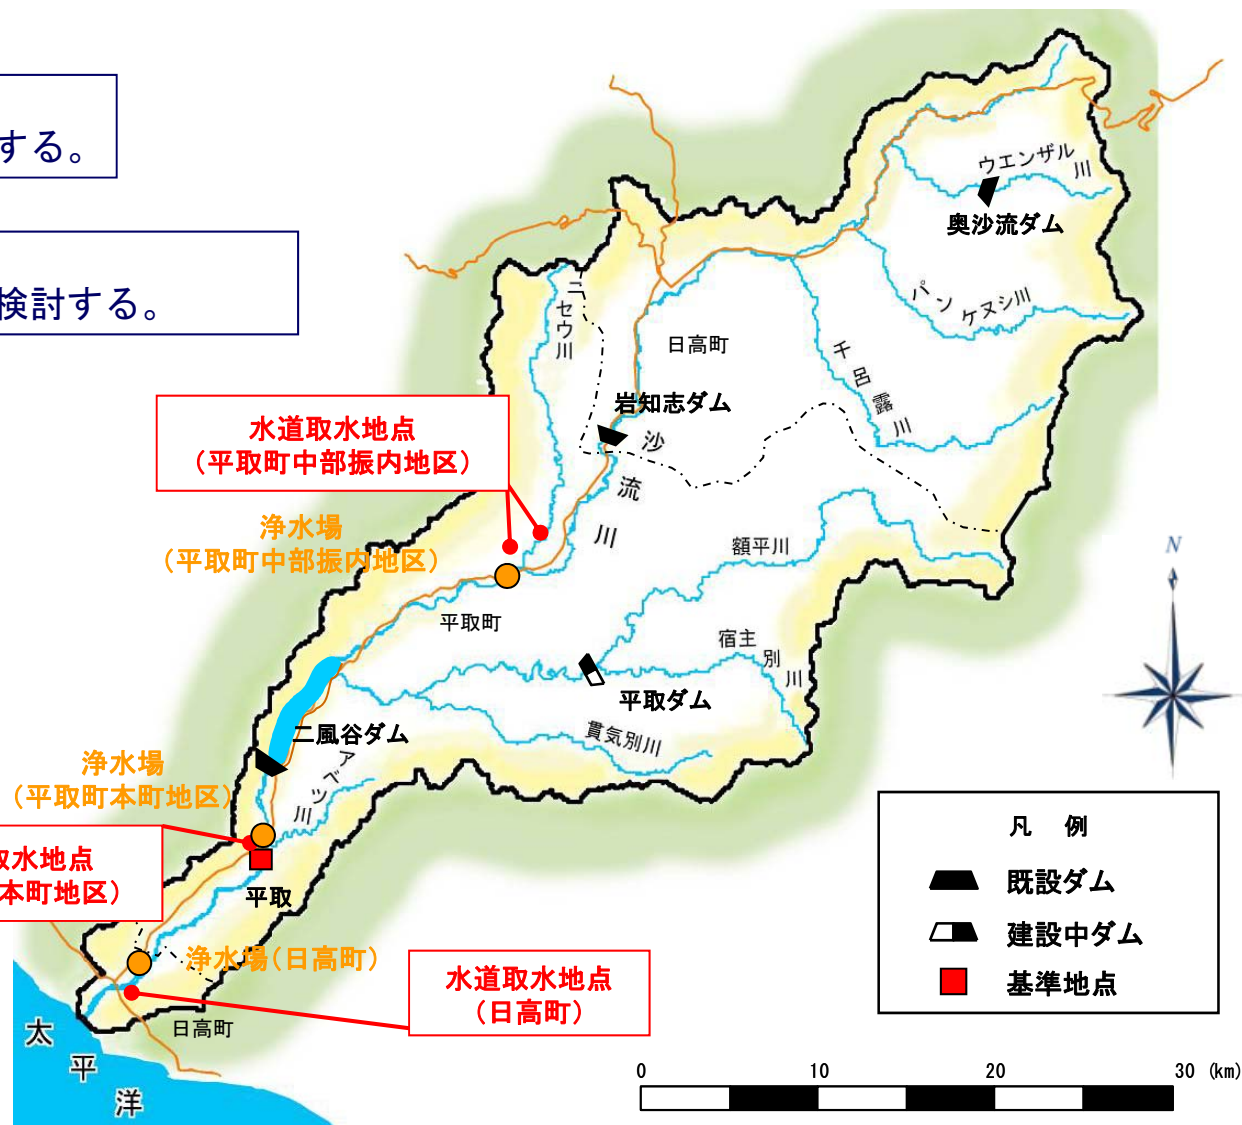 する。
検討する。
ウエンザル川
奥沙流ダム
パンケヌシ川
ニセウ川
日高町
千呂露川
岩知志ダム
沙流川
水道取水地点
（平取町中部振内地区）
浄水場
（平取町中部振内地区）
額平川
N
平取町
宿主別川
平取ダム
貫気別川
二風谷ダム
アベツ川
浄水場
（平取町本町地区）
取水地点
本町地区）
平取
浄水場（日高町）
水道取水地点
（日高町）
日高町
太平洋
凡 例
既設ダム
建設中ダム
基準地点
0 10 20 30 (km)